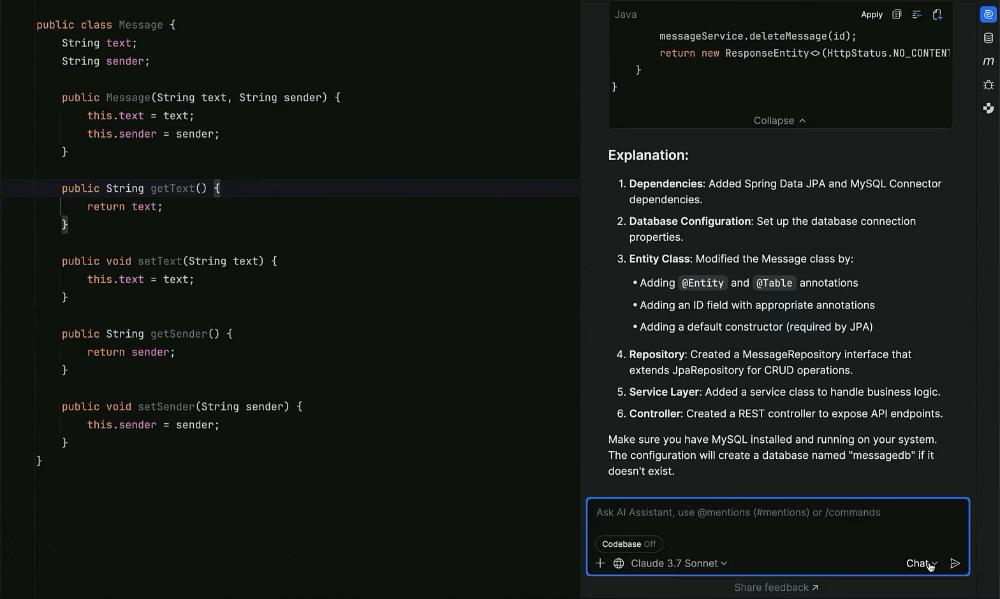 public class Message {
String text;
String sender;
public Message(String text, String sender) {
this.text = text;
this.sender = sender;
}
public String getText() {
return text;
}
public void setText(String text) {
this.text = text;
}
public String getSender() {
return sender;
}
public void setSender(String sender) {
this.sender = sender;
}
}
Java
Apply
messageService.deleteMessage(id);
return new ResponseEntity<>(HttpStatus.NO_CONTENT
}
}
Collapse
Explanation:
1. Dependencies: Added Spring Data JPA and MySQL Connector
dependencies.
2. Database Configuration: Set up the database connection
properties.
3. Entity Class: Modified the Message class by:
• Adding @Entity and @Table annotations
• Adding an ID field with appropriate annotations
• Adding a default constructor (required by JPA)
4. Repository: Created a MessageRepository interface that
extends JpaRepository for CRUD operations.
5. Service Layer: Added a service class to handle business logic.
6. Controller: Created a REST controller to expose API endpoints.
Make sure you have MySQL installed and running on your system.
The configuration will create a database named "messagedb" if it
doesn't exist.
Ask AI Assistant, use @mentions (#mentions) or /commands
Codebase Off
Claude 3.7 Sonnet
Chat
Share feedback ↗
m